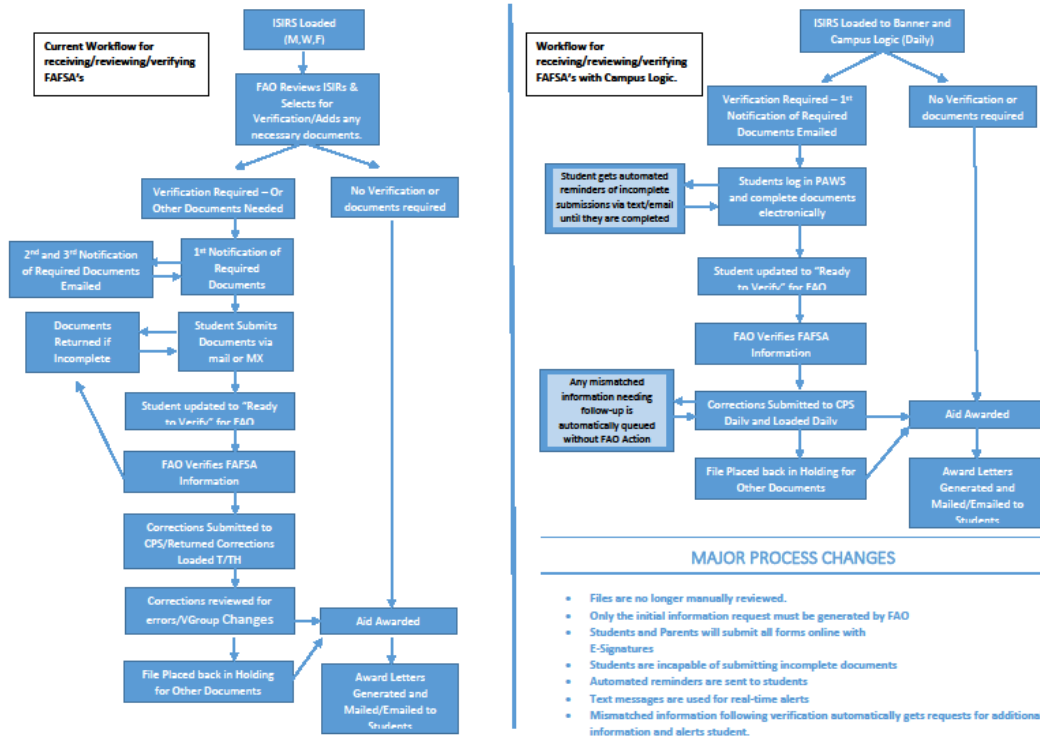 ISIRS Loaded
(M,W,F)
Current Workflow for
receiving/reviewing/verifying
FAFSA's
FAO Reviews ISIRs &
Selects for
Verification/Adds any
necessary documents.
Verification Required – Or
Other Documents Needed
No Verification or
documents required
2nd and 3rd Notification
of Required Documents
Emailed
1st Notification of
Required
Documents
Documents
Returned if
Incomplete
Student Submits
Documents via
mail or MX
Student updated to "Ready
to Verify" for FAO
FAO Verifies FAFSA
Information
Corrections Submitted to
CPS/Returned Corrections
Loaded T/TH
Corrections reviewed for
errors/VGroup Changes
Aid Awarded
File Placed back in Holding
for Other Documents
Award Letters
Generated and
Mailed/Emailed to
Students
ISIRS Loaded to Banner and
Campus Logic (Daily)
Workflow for
receiving/reviewing/verifying
FAFSA's with Campus Logic.
Verification Required – 1st
Notification of Required
Documents Emailed
No Verification or
documents required
Student gets automated
reminders of incomplete
submissions via text/email
until they are completed
Students log in PAWS
and complete documents
electronically
Student updated to "Ready
to Verify" for FAO
FAO Verifies FAFSA
Information
Any mismatched
information needing
follow-up is
automatically queued
without FAO Action
Corrections Submitted to CPS
Daily and Loaded Daily
Aid Awarded
File Placed back in Holding for
Other Documents
Award Letters
Generated and
Mailed/Emailed to
Students
MAJOR PROCESS CHANGES
• Files are no longer manually reviewed.
• Only the initial information request must be generated by FAO
• Students and Parents will submit all forms online with
E-Signatures
• Students are incapable of submitting incomplete documents
• Automated reminders are sent to students
• Text messages are used for real-time alerts
• Mismatched information following verification automatically gets requests for additiona
information and alerts student.